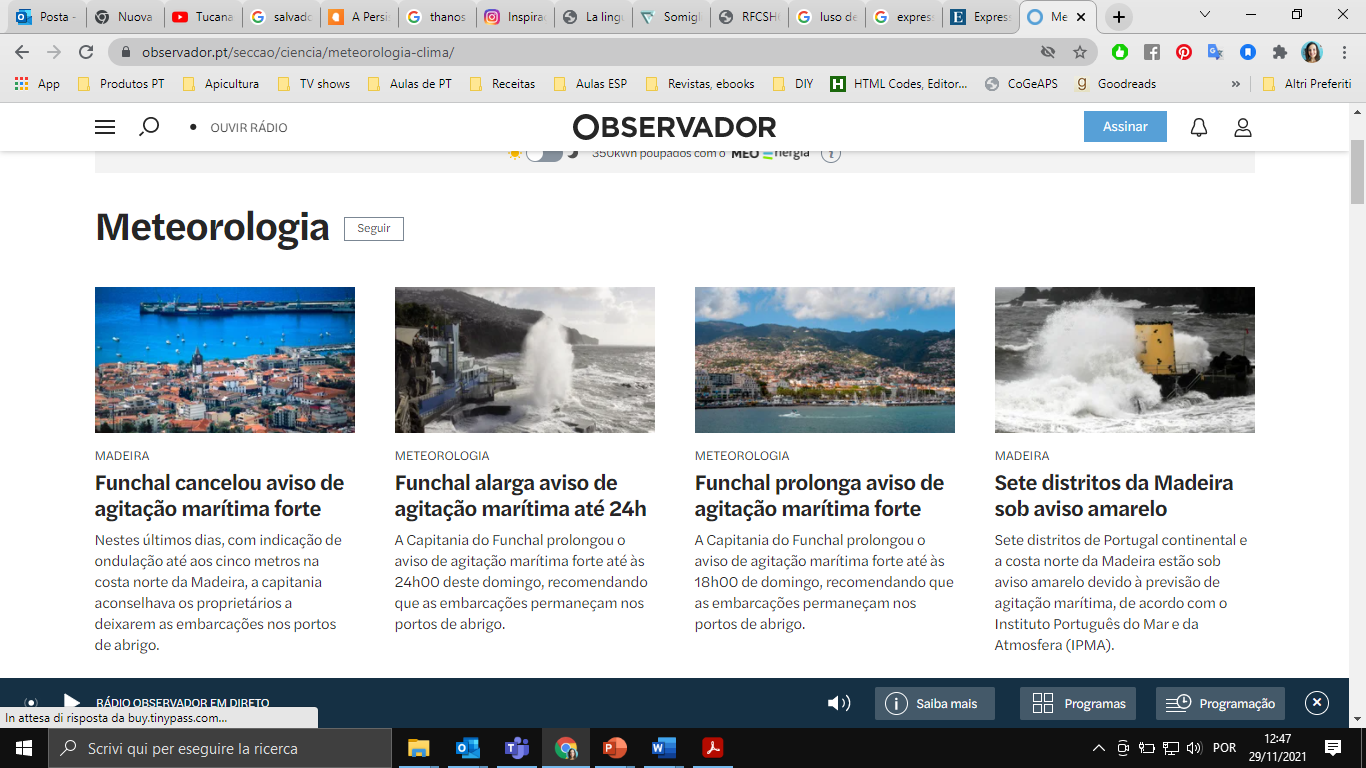 Posta -
Nuova
Tucana
salvado
A Persi
thanos
Inspira
La ling
Somigl
RFCSH
luso de
expres
Expres
Me
observador.pt/seccao/ciencia/meteorologia-clima/
App
Produtos PT
Apicultura
TV shows
Aulas de PT
Receitas
Aulas ESP
Revistas, ebooks
DIY
HTML Codes, Editor...
CoGeAPS
Goodreads
»
Altri Preferiti
OUVIR RÁDIO
OBSERVADOR
Assinar
350kWh poupados com o MEO Energia
Meteorologia
Seguir
MADEIRA
Funchal cancelou aviso de
agitação marítima forte
Nestes últimos dias, com indicação de
ondulação até aos cinco metros na
costa norte da Madeira, a capitania
aconselhava os proprietários a
deixarem as embarcações nos portos
de abrigo.
METEOROLOGIA
Funchal alarga aviso de
agitação marítima até 24h
A Capitania do Funchal prolongou o
aviso de agitação marítima forte até às
24h00 deste domingo, recomendando
que as embarcações permaneçam nos
portos de abrigo.
METEOROLOGIA
Funchal prolonga aviso de
agitação marítima forte
A Capitania do Funchal prolongou o
aviso de agitação marítima forte até às
18h00 de domingo, recomendando que
as embarcações permaneçam nos
portos de abrigo.
MADEIRA
Sete distritos da Madeira
sob aviso amarelo
Sete distritos de Portugal continental e
a costa norte da Madeira estão sob
aviso amarelo devido à previsão de
agitação marítima, de acordo com o
Instituto Português do Mar e da
Atmosfera (IPMA).
RÁDIO OBSERVADOR EM DIRETO
Saiba mais
Programas
Programação
In attesa di risposta da buy.tinypass.com...
Scrivi qui per eseguire la ricerca
POR
12:47
29/11/2021